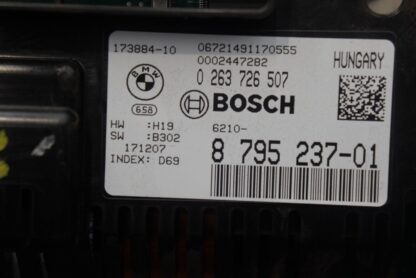 173884-10 06721491170555
0002447282
HUNGARY
BMW
0 263 726 507
658
BOSCH
HW :H19
SW :B302
6210-
171207
8 795 237-01
INDEX: D69